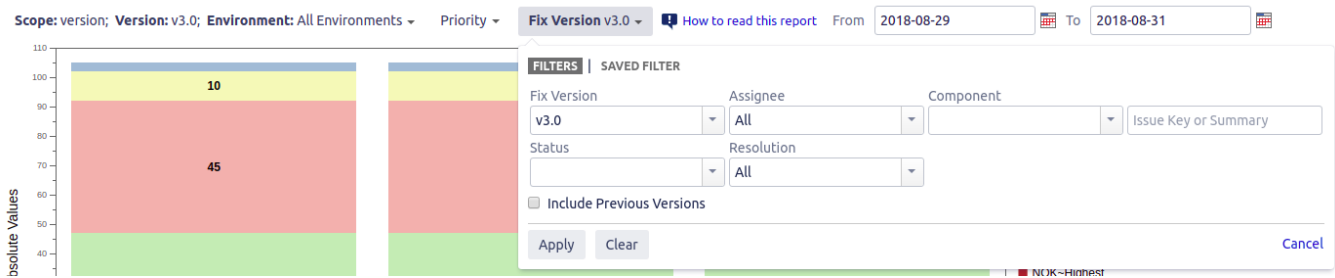 Scope: version; Version: v3.0; Environment: All Environments Priority Fix Version v3.0 How to read this report From 2018-08-29 To 2018-08-31
110
FILTERS | SAVED FILTER
100
10
Fix Version Assignee Component
90
v3.0 All Issue Key or Summary
80
Status Resolution
70
45
All
60
Include Previous Versions
50
Apply Clear Cancel
40
NOK~Highest
bsolute Values